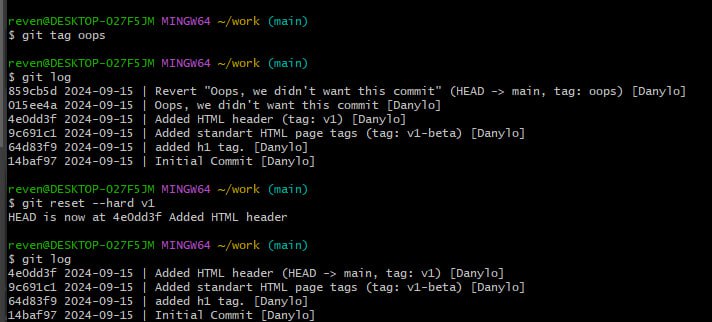 reven@DESKTOP-O27F5JM MINGW64 ~/work (main)
$ git tag oops
reven@DESKTOP-O27F5JM MINGW64 ~/work (main)
$ git log
859cb5d 2024-09-15 | Revert "Oops, we didn't want this commit" (HEAD -> main, tag: oops) [Danylo]
015ee4a 2024-09-15 | Oops, we didn't want this commit [Danylo]
4e0dd3f 2024-09-15 | Added HTML header (tag: v1) [Danylo]
9c691c1 2024-09-15 | Added standart HTML page tags (tag: v1-beta) [Danylo]
64d83f9 2024-09-15 | added h1 tag. [Danylo]
14baf97 2024-09-15 | Initial Commit [Danylo]
reven@DESKTOP-O27F5JM MINGW64 ~/work (main)
$ git reset --hard v1
HEAD is now at 4e0dd3f Added HTML header
reven@DESKTOP-O27F5JM MINGW64 ~/work (main)
$ git log
4e0dd3f 2024-09-15 | Added HTML header (HEAD -> main, tag: v1) [Danylo]
9c691c1 2024-09-15 | Added standart HTML page tags (tag: v1-beta) [Danylo]
64d83f9 2024-09-15 | added h1 tag. [Danylo]
14baf97 2024-09-15 | Initial Commit [Danylo]